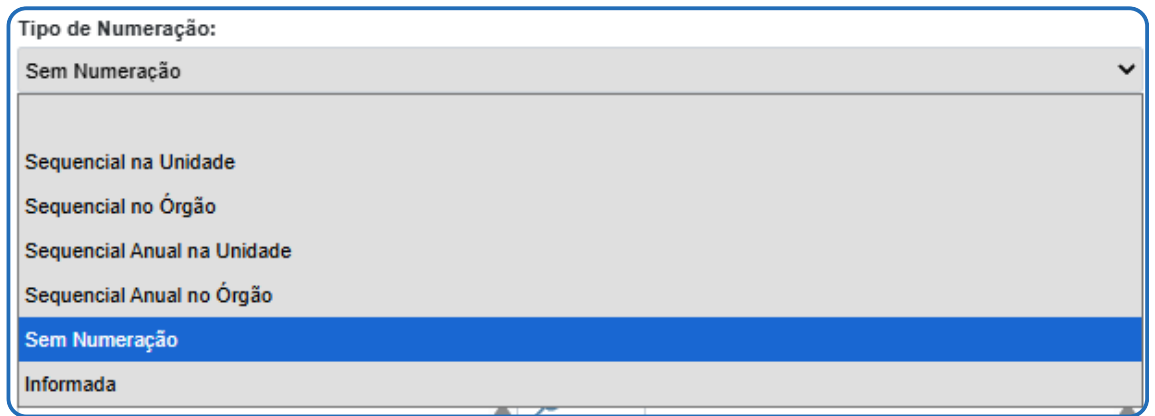 Tipo de Numeração:
Sem Numeração
Sequencial na Unidade
Sequencial no Órgão
Sequencial Anual na Unidade
Sequencial Anual no Órgão
Sem Numeração
Informada